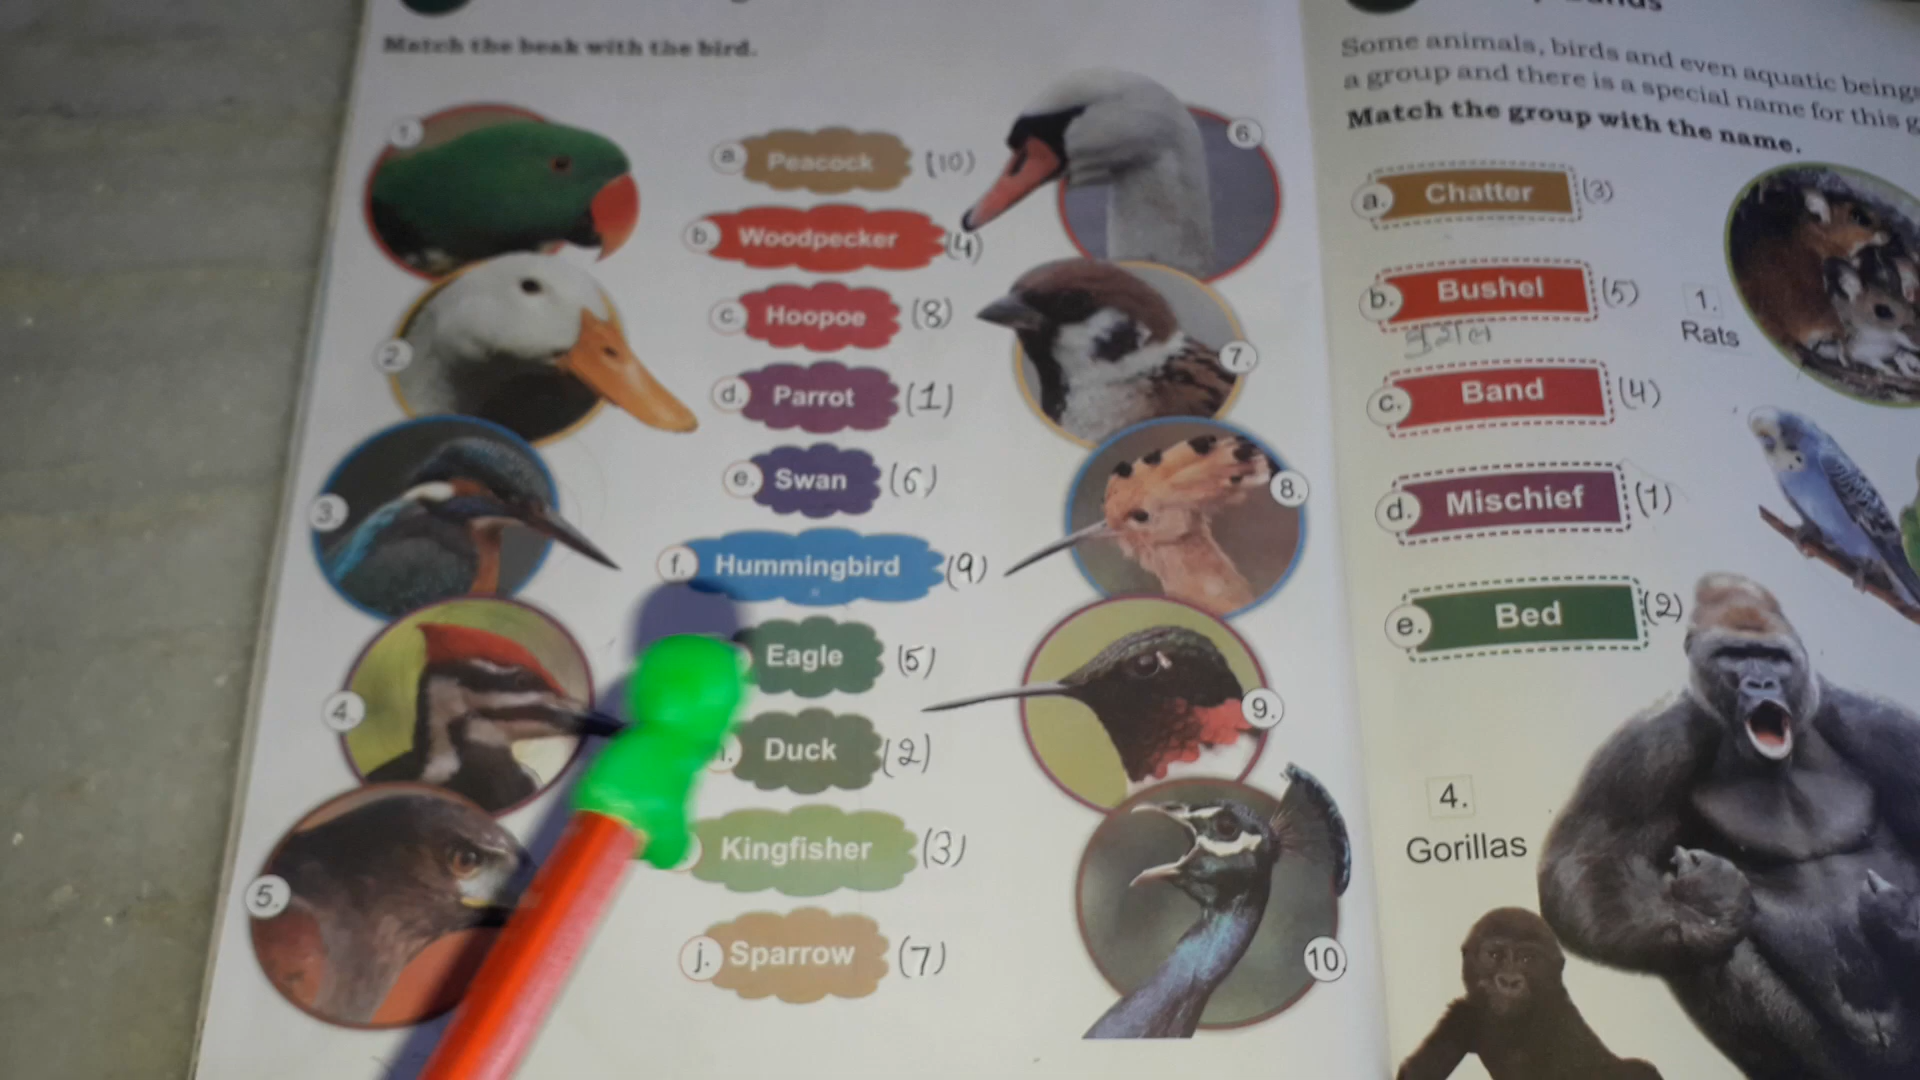 Match the beak with the bird.
1.
2.
3.
4.
5.
a. Peacock (10)
b. Woodpecker (4)
c. Hoopoe (8)
d. Parrot (1)
e. Swan (6)
f. Hummingbird (9)
Eagle (5)
Duck (2)
Kingfisher (3)
j. Sparrow (7)
6.
7.
8.
9.
10.
Some animals, birds and even aquatic beings
a group and there is a special name for this
Match the group with the name.
a. Chatter (3)
b. Bushel (5)
c. Band (4)
d. Mischief (1)
e. Bed (2)
1.
Rats
4.
Gorillas